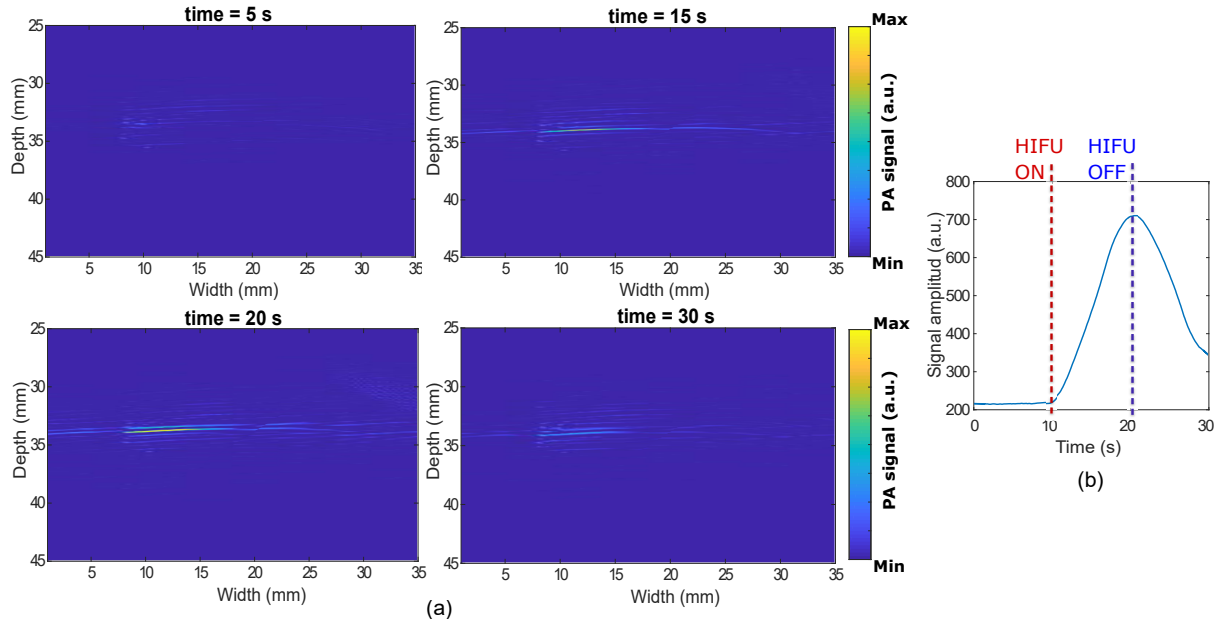 time = 5 s
25
30
35
40
45
Depth (mm)
5
10
15
20
25
30
35
Width (mm)
time = 15 s
25
30
35
40
45
Depth (mm)
5
10
15
20
25
30
35
Width (mm)
Max
PA signal (a.u.)
Min
time = 20 s
25
30
35
40
45
Depth (mm)
5
10
15
20
25
30
35
Width (mm)
time = 30 s
25
30
35
40
45
Depth (mm)
5
10
15
20
25
30
35
Width (mm)
Max
PA signal (a.u.)
Min
(a)
HIFU
ON
HIFU
OFF
800
700
600
500
400
300
200
Signal amplitud (a.u.)
0
10
20
30
Time (s)
(b)